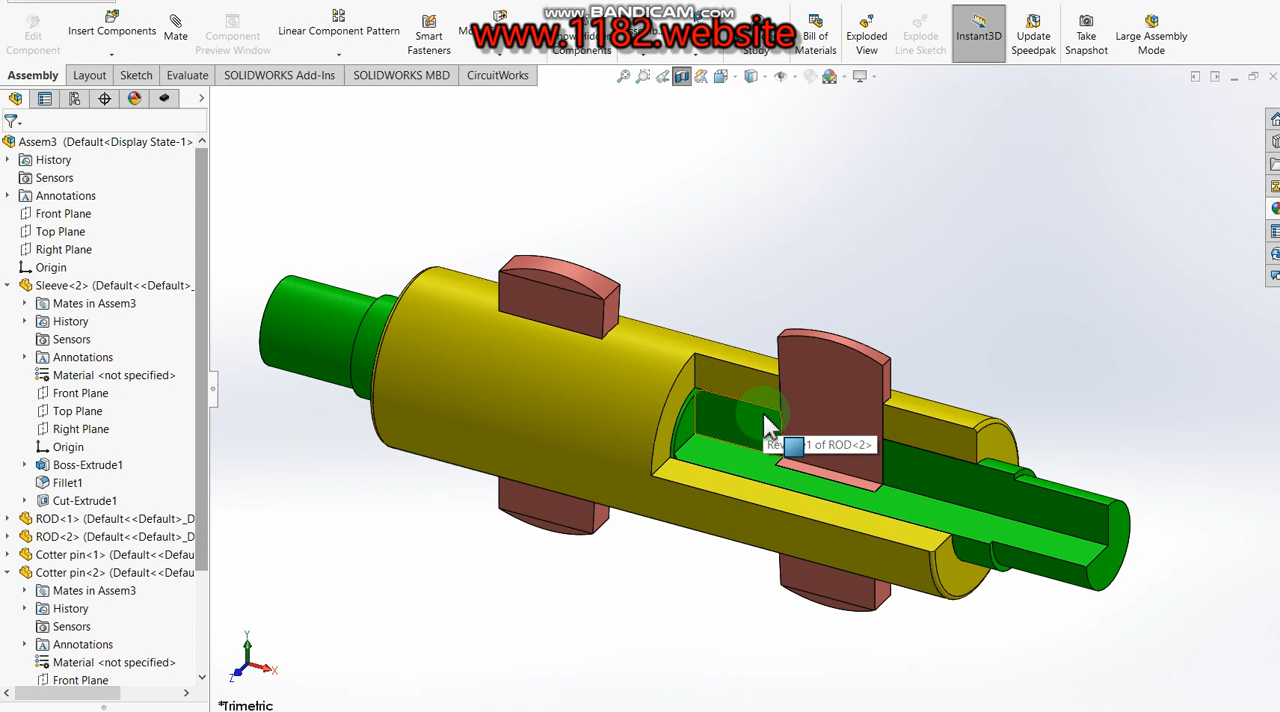 www.BANDICAM.com
www.1182.website
Edit Component
Insert Components
Mate
Component Preview Window
Linear Component Pattern
Smart Fasteners
Components
Study
Bill of Materials
Exploded View
Explode Line Sketch
Instant3D
Update Speedpak
Take Snapshot
Large Assembly Mode
Assembly Layout Sketch Evaluate SOLIDWORKS Add-Ins SOLIDWORKS MBD CircuitWorks
Assem3 (Default<Display State-1>
History
Sensors
Annotations
Front Plane
Top Plane
Right Plane
Origin
Sleeve<2> (Default<<Default>_
Mates in Assem3
History
Sensors
Annotations
Material <not specified>
Front Plane
Top Plane
Right Plane
Origin
Boss-Extrude1
Fillet1
Cut-Extrude1
ROD<1> (Default<<Default>_D
ROD<2> (Default<<Default>_D
Cotter pin<1> (Default<<Defau
Cotter pin<2> (Default<<Defau
Mates in Assem3
History
Sensors
Annotations
Material <not specified>
Front Plane
1 of ROD<2>
Y
X
Z
*Trimetric